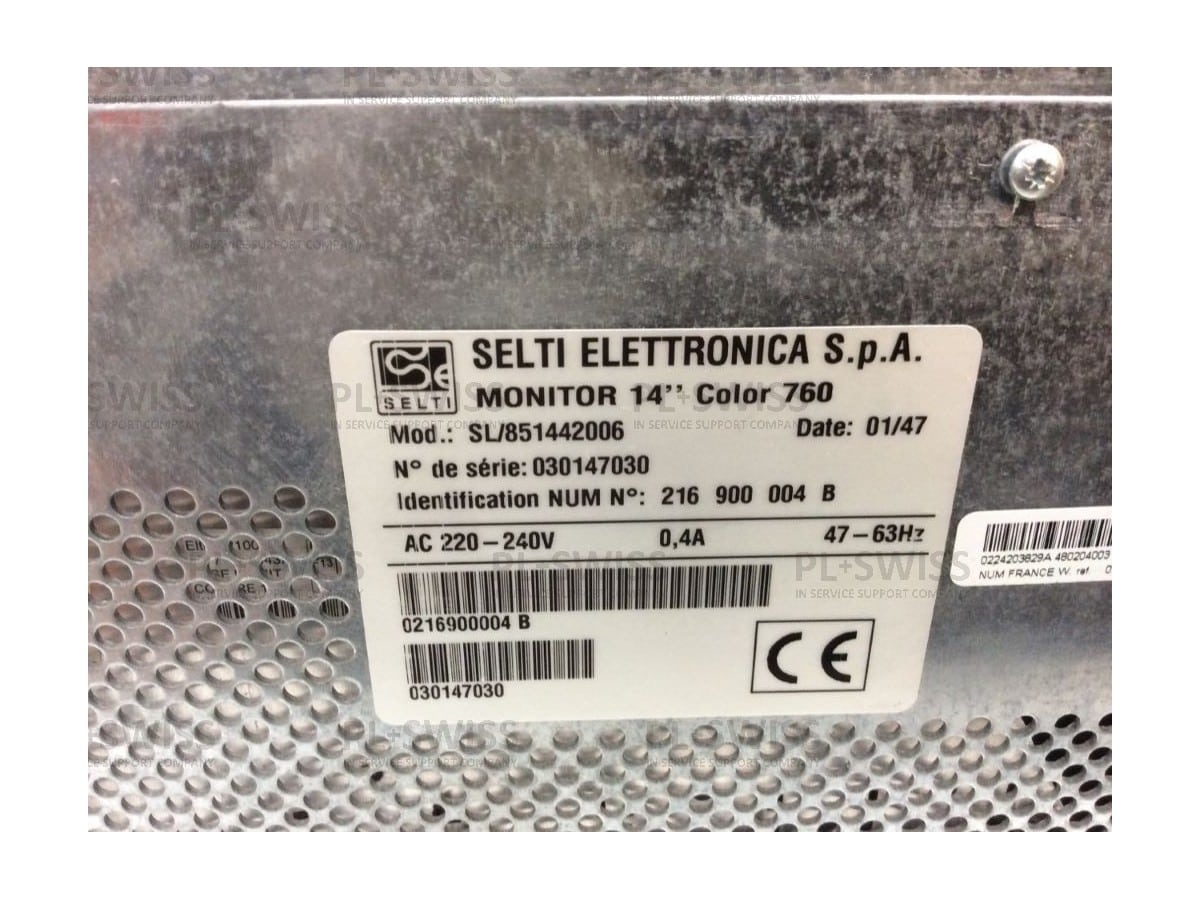 SELTI
SELTI ELETTRONICA S.p.A.
MONITOR 14'' Color 760
Mod.: SL/851442006 Date: 01/47
N° de série: 030147030
Identification NUM N°: 216 900 004 B
AC 220-240V 0,4A 47-63Hz
0216900004 B
030147030
CE
0224203829A 480204003
NUM FRANCE W. ref. 0
PL+SWISS
IN SERVICE SUPPORT COMPANY